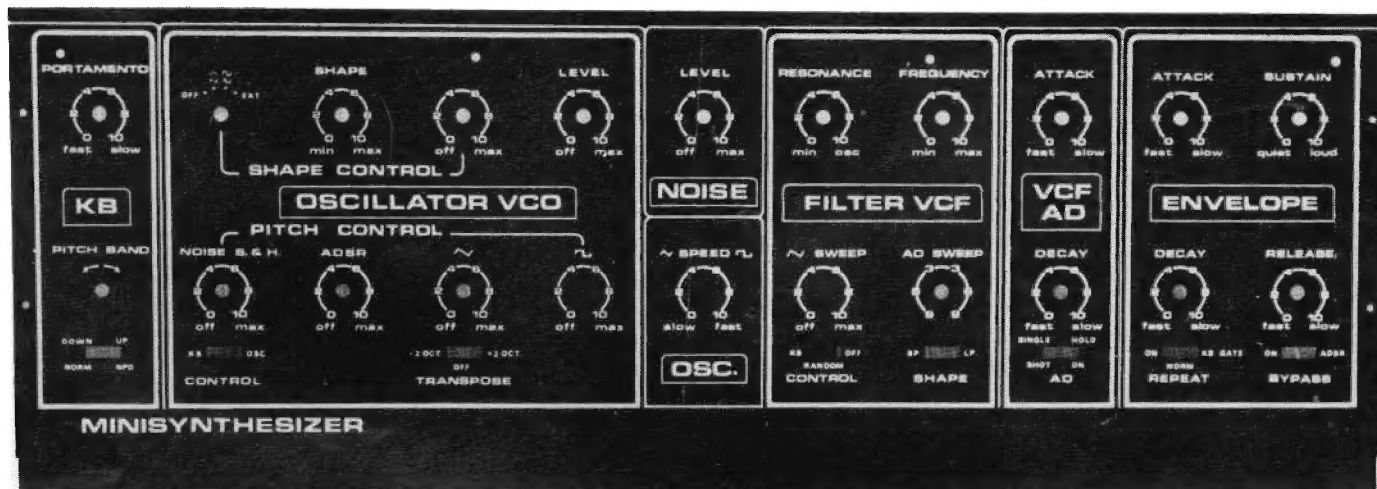 PORTAMENTO
fast slow
KB
PITCH BAND
DOWN UP
NORM NPO
OFF EXT
SHAPE
min max
off max
LEVEL
off max
SHAPE CONTROL
OSCILLATOR VCO
PITCH CONTROL
NOISE S. & H.
off max
ADSR
off max
off max
off max
KB OSC
CONTROL
-2 OCT +2 OCT
OFF
TRANSPOSE
LEVEL
off max
NOISE
SPEED
slow fast
OSC.
RESONANCE FREQUENCY
min osc min max
FILTER VCF
SWEEP AD SWEEP
off max
KB OFF
RANDOM
CONTROL
BP LP
SHAPE
ATTACK
fast slow
VCF
AD
DECAY
fast slow
SINGLE HOLD
SHOT ON
AD
ATTACK SUSTAIN
fast slow quiet loud
ENVELOPE
DECAY RELEASE
fast slow fast slow
ON KB GATE
NORM
REPEAT
ON ADSR
BYPASS
MINISYNTHESIZER